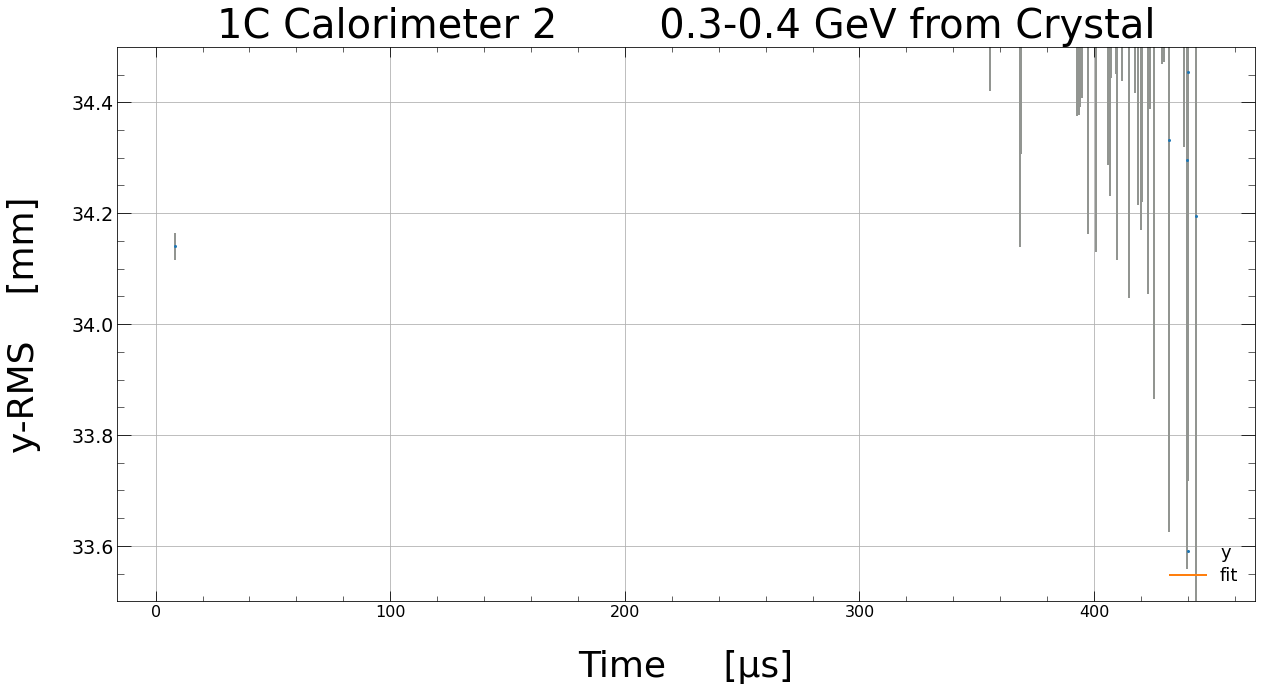 1C Calorimeter 2 0.3-0.4 GeV from Crystal
y-RMS [mm]
34.4
34.2
34.0
33.8
33.6
0 100 200 300 400
Time [µs]
y
fit